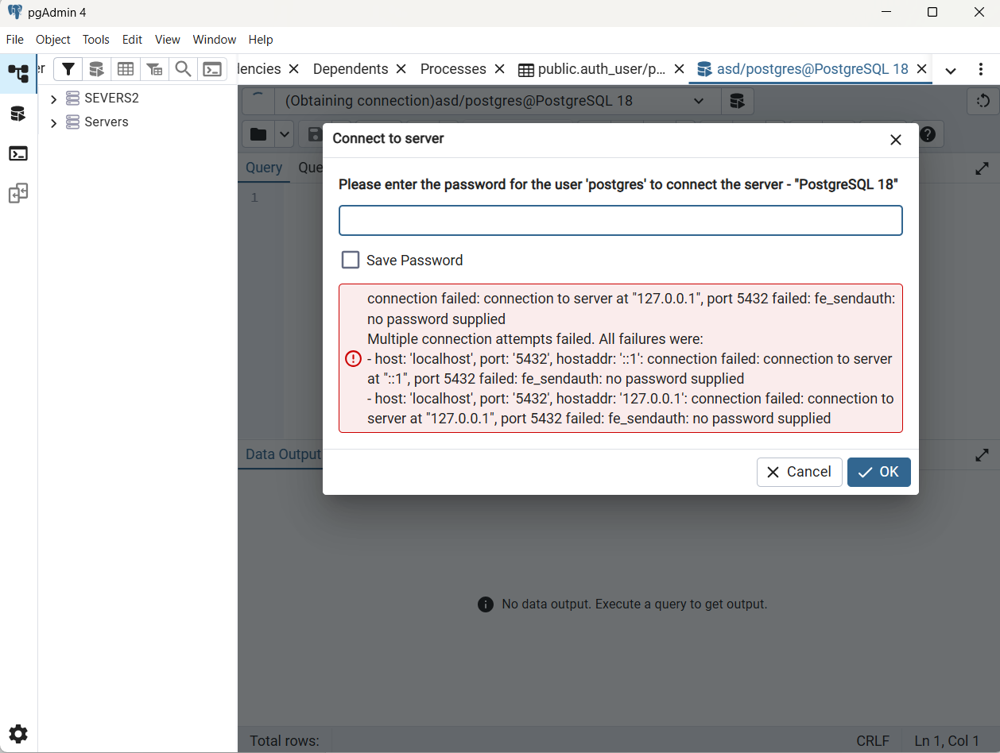 pgAdmin 4
File Object Tools Edit View Window Help
er
lencies Dependents Processes public.auth_user/p... asd/postgres@PostgreSQL 18
SEVERS2
Servers
(Obtaining connection)asd/postgres@PostgreSQL 18
Connect to server
Query Que
1
Please enter the password for the user 'postgres' to connect the server - "PostgreSQL 18"
Save Password
connection failed: connection to server at "127.0.0.1", port 5432 failed: fe_sendauth:
no password supplied
Multiple connection attempts failed. All failures were:
- host: 'localhost', port: '5432', hostaddr: '::1': connection failed: connection to server
at "::1", port 5432 failed: fe_sendauth: no password supplied
- host: 'localhost', port: '5432', hostaddr: '127.0.0.1': connection failed: connection to
server at "127.0.0.1", port 5432 failed: fe_sendauth: no password supplied
Data Output
Cancel OK
No data output. Execute a query to get output.
Total rows: CRLF Ln 1, Col 1